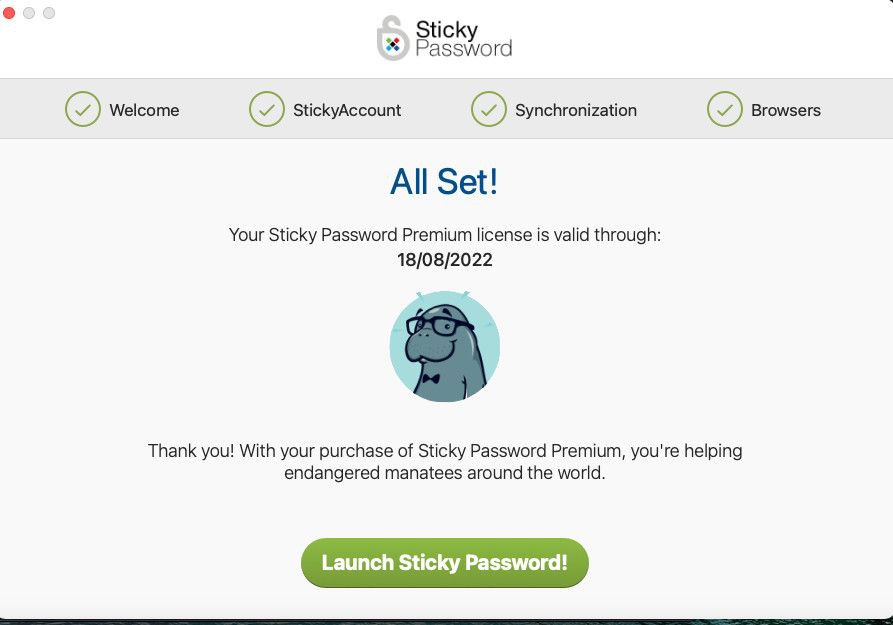 Sticky
Password
Welcome
StickyAccount
Synchronization
Browsers
All Set!
Your Sticky Password Premium license is valid through:
18/08/2022
Thank you! With your purchase of Sticky Password Premium, you're helping
endangered manatees around the world.
Launch Sticky Password!